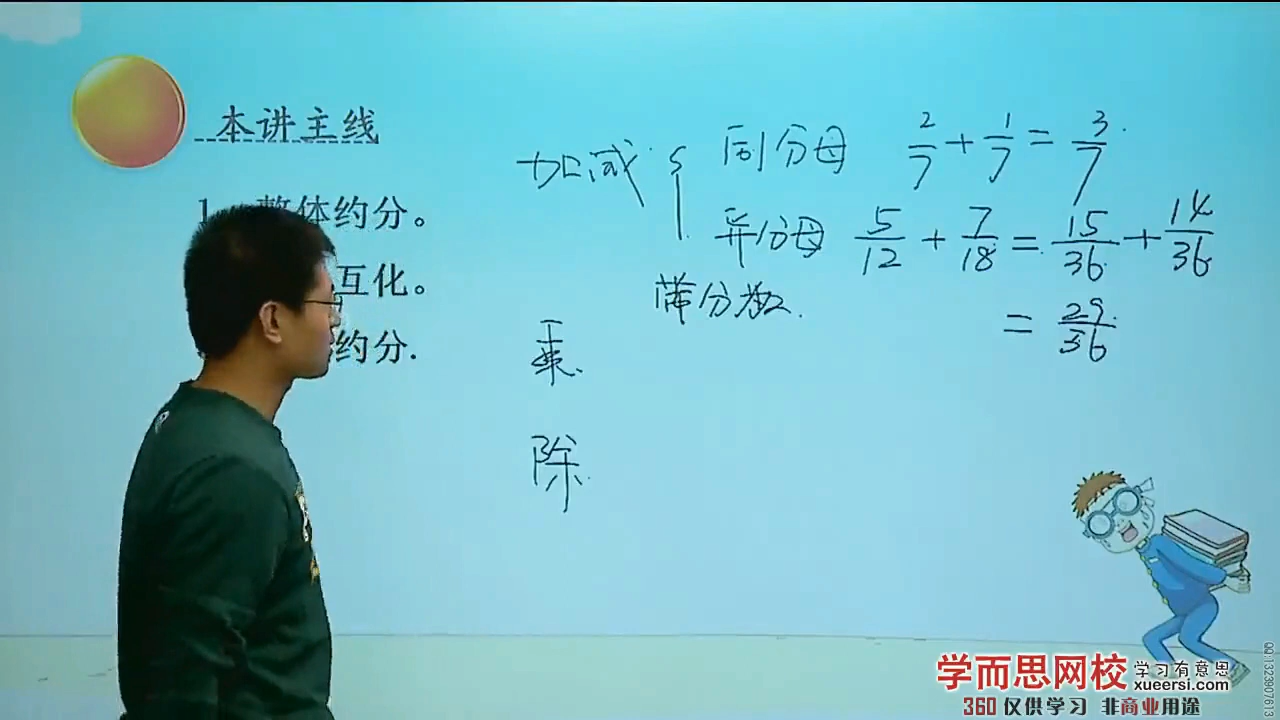 本讲主线
1、整体约分。
互化。
约分.
加减 同分母 2/7 + 1/7 = 3/7
异分母 5/12 + 7/18 = 15/36 + 14/36
= 29/36
带分数
乘
除
学而思网校 学习有意思
xueersi.com
360 仅供学习 非商业用途
QQ:132307613